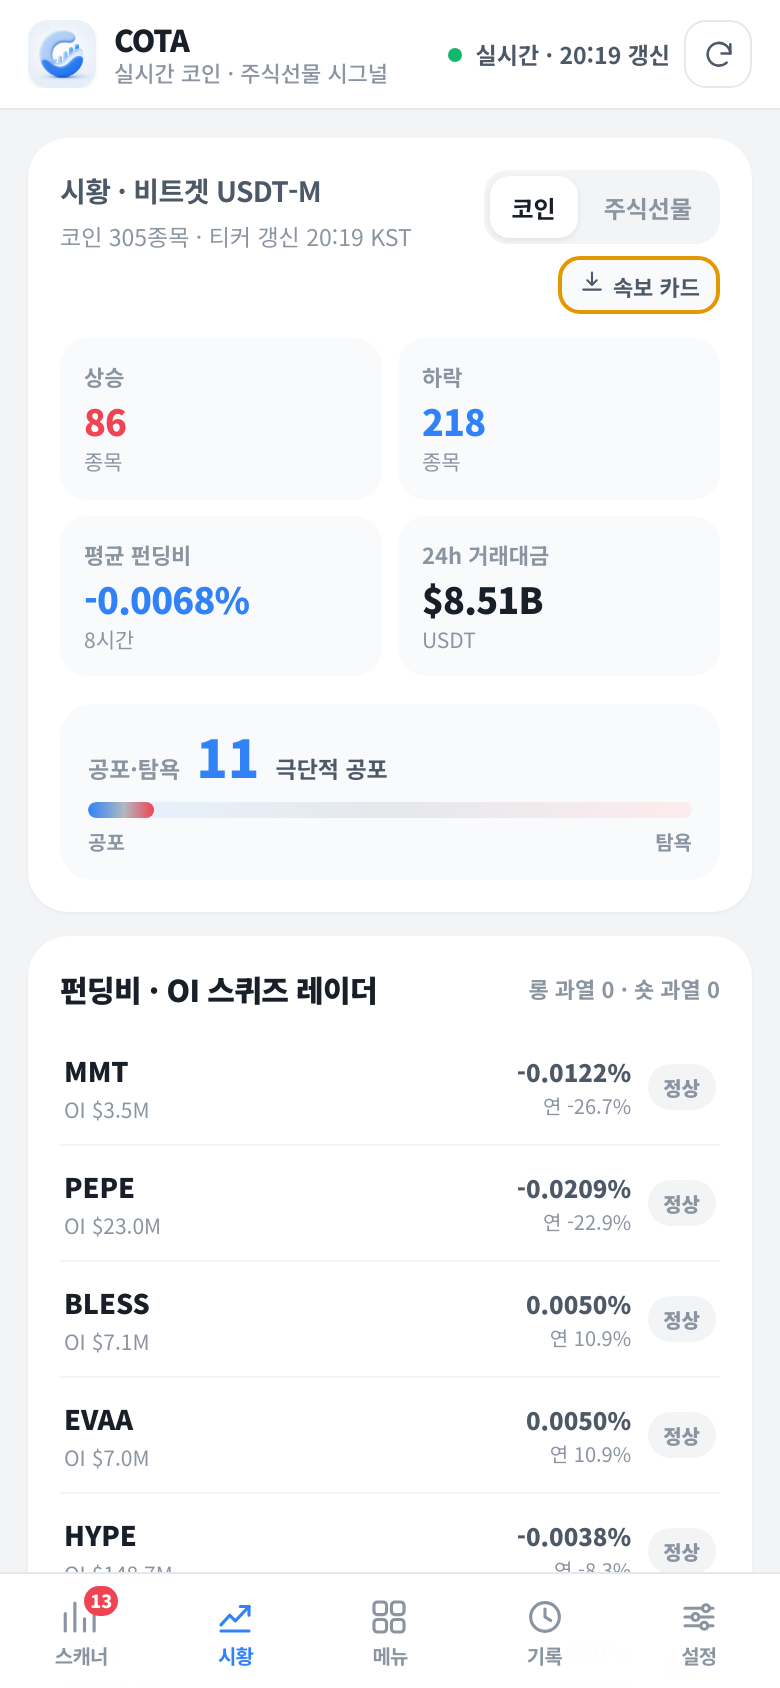 COTA
실시간 코인 · 주식선물 시그널
실시간 · 20:19 갱신
시황 · 비트겟 USDT-M
코인 305종목 · 티커 갱신 20:19 KST
코인
주식선물
속보 카드
상승
86
종목
하락
218
종목
평균 펀딩비
-0.0068%
8시간
24h 거래대금
$8.51B
USDT
공포·탐욕 11 극단적 공포
공포
탐욕
펀딩비 · OI 스퀴즈 레이더
롱 과열 0 · 숏 과열 0
MMT
OI $3.5M
-0.0122%
연 -26.7%
정상
PEPE
OI $23.0M
-0.0209%
연 -22.9%
정상
BLESS
OI $7.1M
0.0050%
연 10.9%
정상
EVAA
OI $7.0M
0.0050%
연 10.9%
정상
HYPE
OI $148.7M
-0.0038%
연 -8.3%
정상
13
스캐너
시황
메뉴
기록
설정